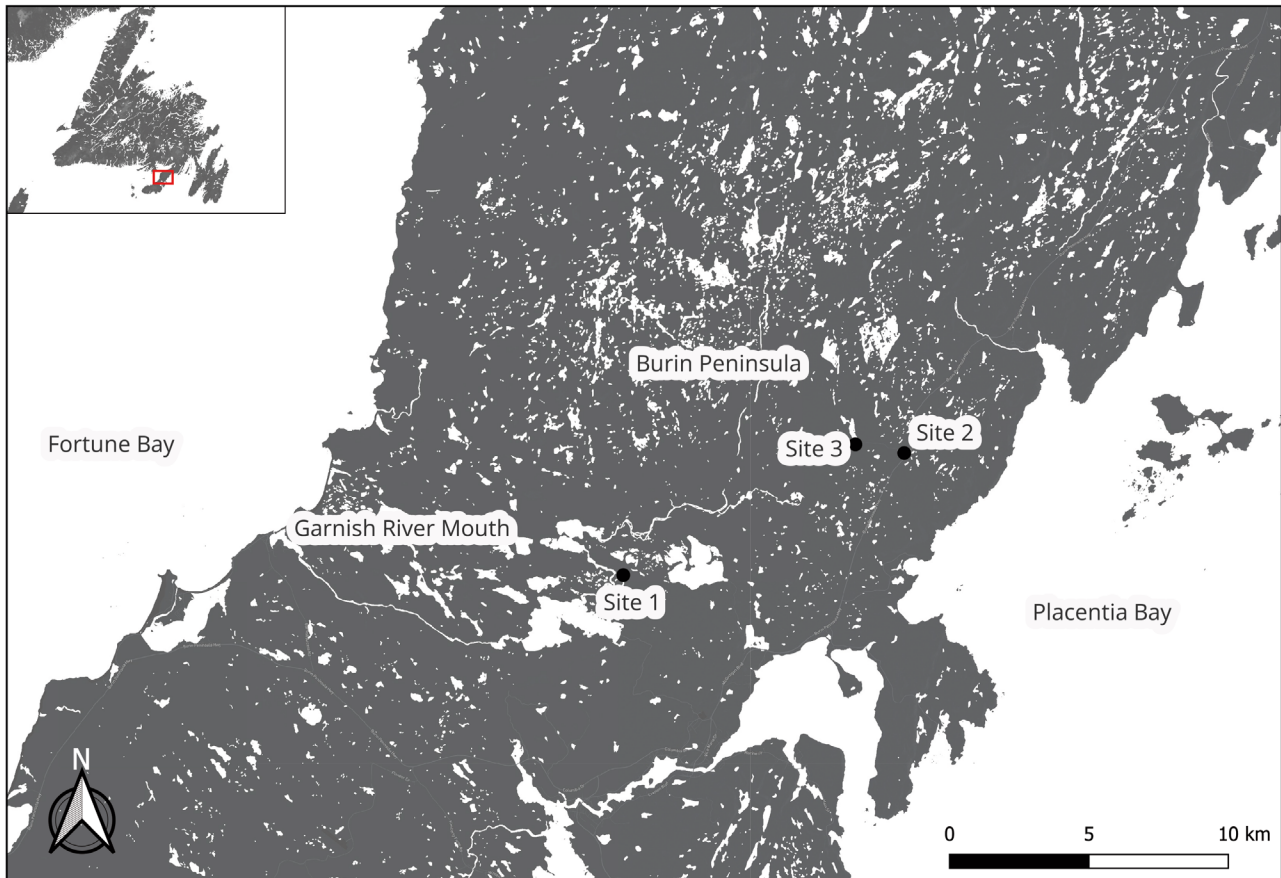 Burin Peninsula
Fortune Bay
Site 2
Site 3
Garnish River Mouth
Site 1
Placentia Bay
N
0 5 10 km